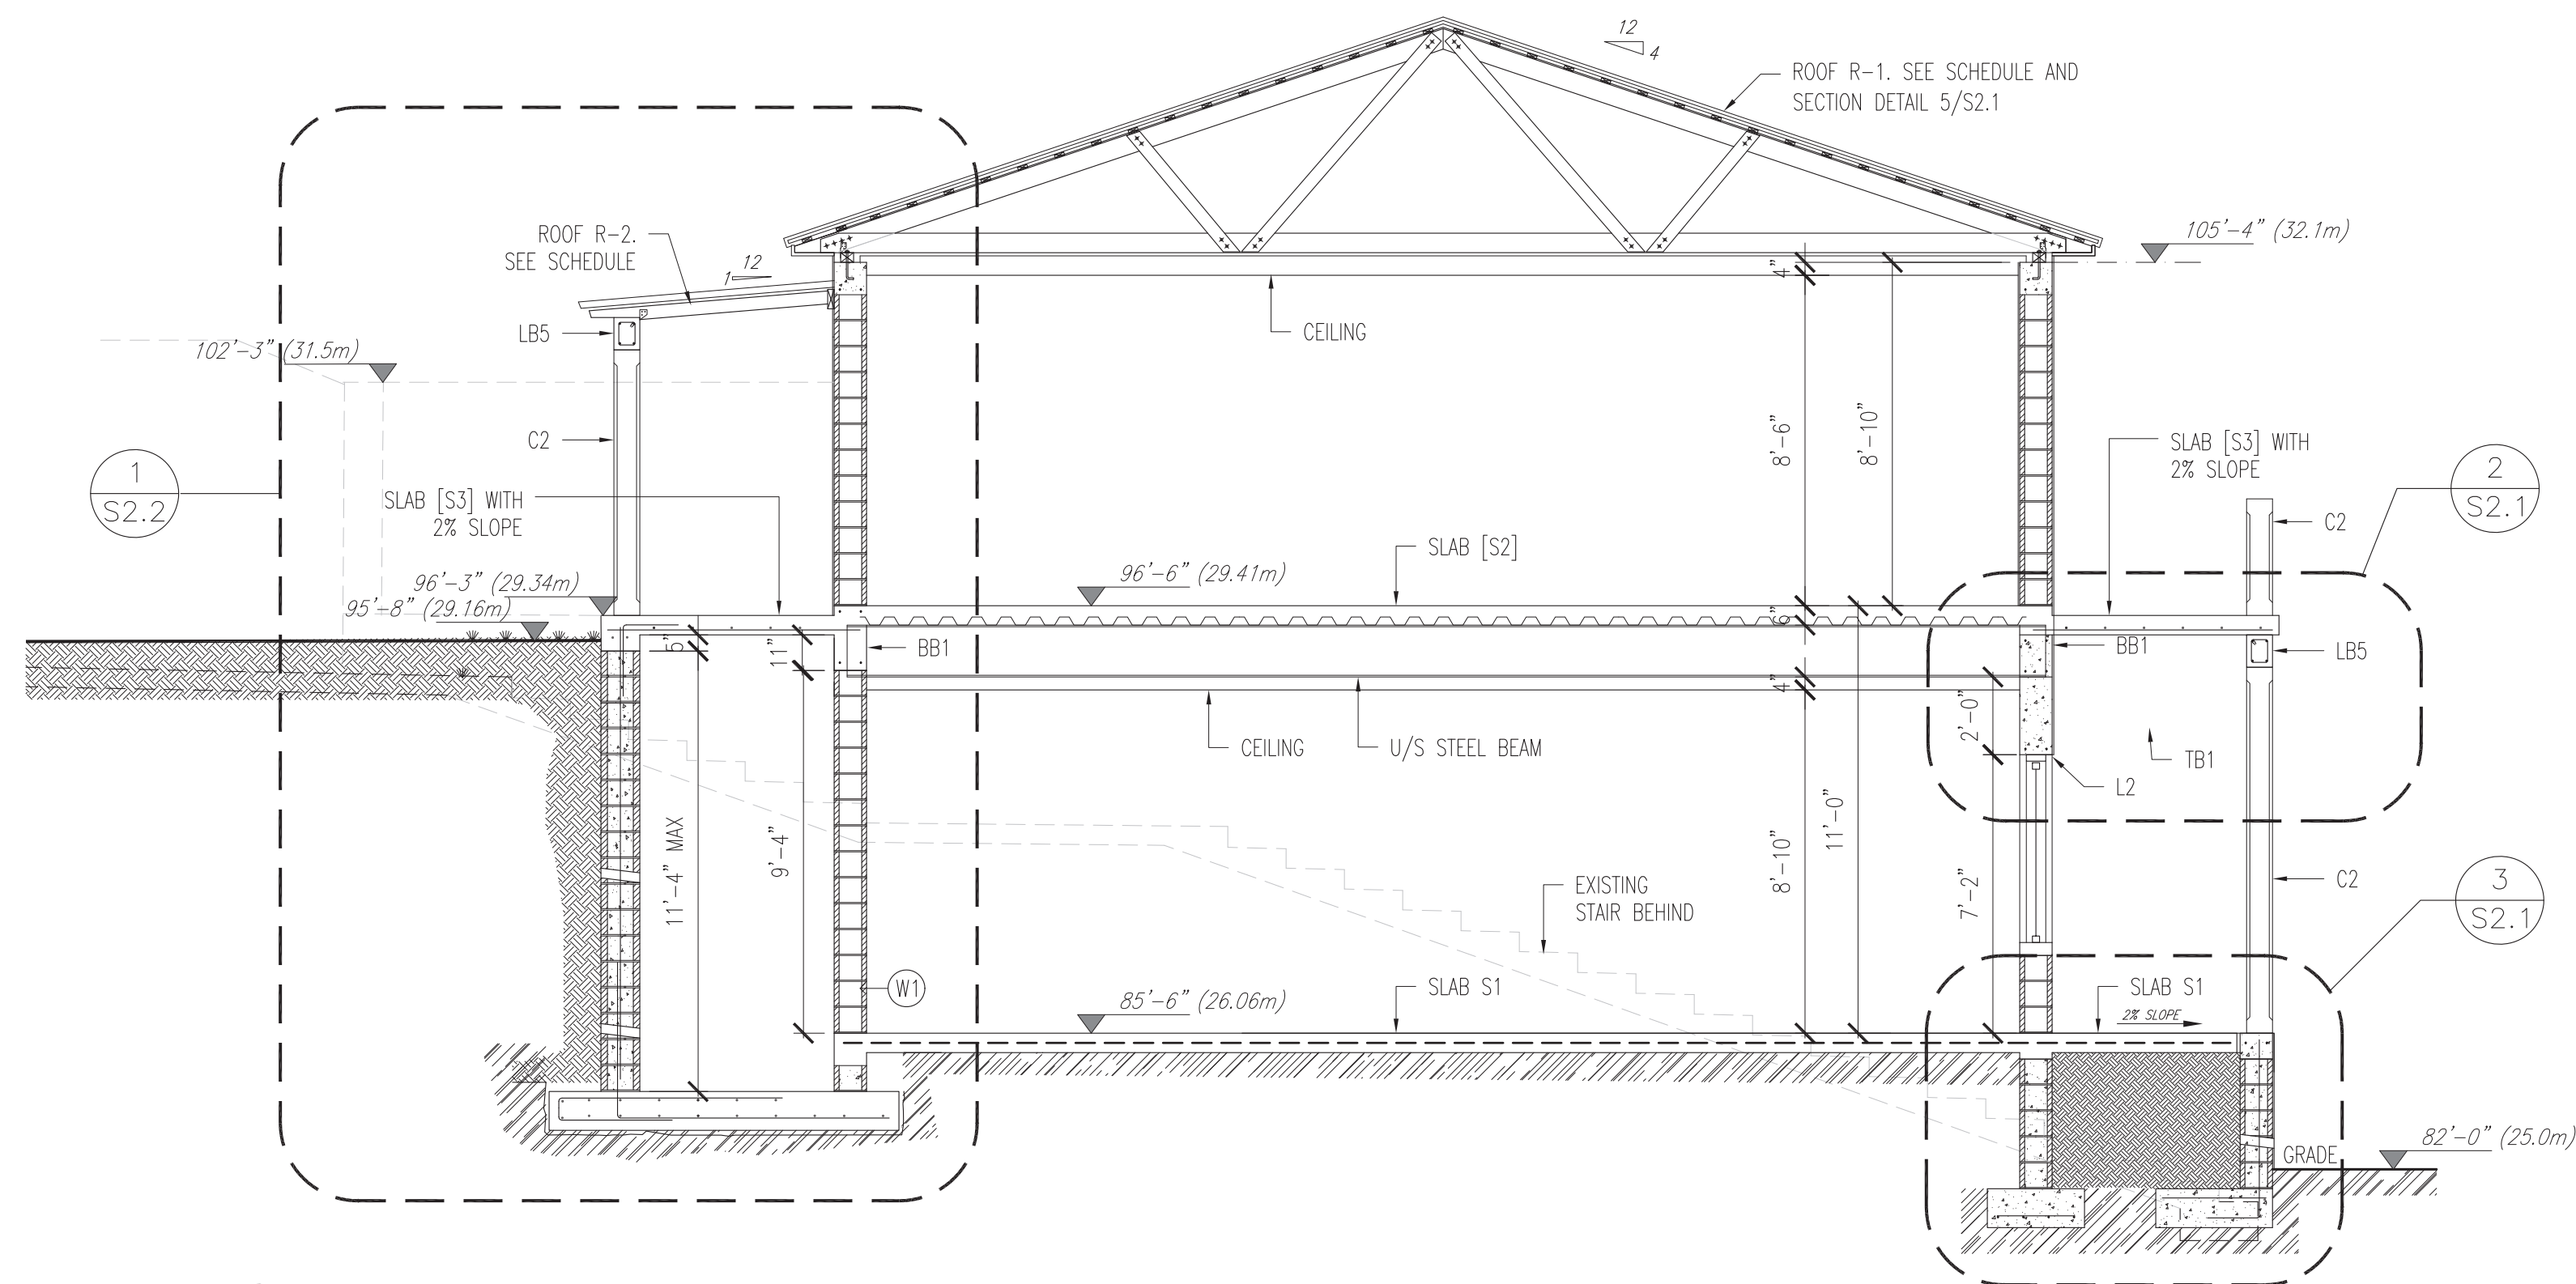 12
4
ROOF R-1. SEE SCHEDULE AND
SECTION DETAIL 5/S2.1
ROOF R-2.
SEE SCHEDULE
12
1
105'-4" (32.1m)
4"
CEILING
LB5
102'-3" (31.5m)
C2
8'-6"
8'-10"
SLAB [S3] WITH
2% SLOPE
1
S2.2
SLAB [S3] WITH
2% SLOPE
2
S2.1
C2
SLAB [S2]
96'-6" (29.41m)
96'-3" (29.34m)
95'-8" (29.16m)
6"
5"
11"
BB1
BB1
LB5
4"
2'-0"
CEILING
U/S STEEL BEAM
TB1
L2
11'-4" MAX
9'-4"
8'-10"
11'-0"
7'-2"
EXISTING
STAIR BEHIND
C2
3
S2.1
W1
85'-6" (26.06m)
SLAB S1
SLAB S1
2% SLOPE
82'-0" (25.0m)
GRADE